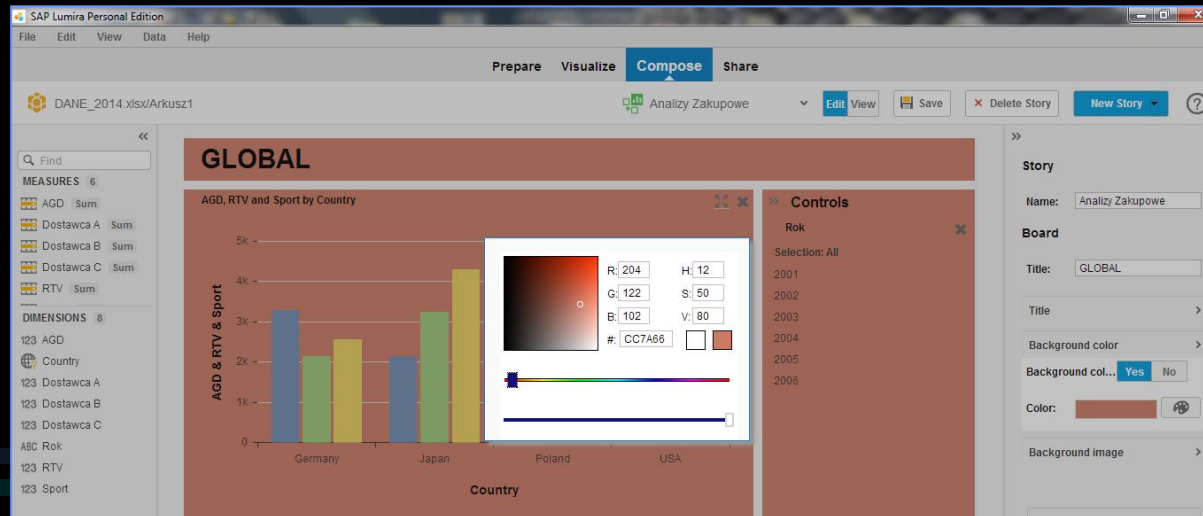 SAP Lumira Personal Edition
File Edit View Data Help
Prepare Visualize Compose Share
DANE_2014.xlsx/Arkusz1
Analizy Zakupowe
Edit View
Save
Delete Story
New Story
?
Find
MEASURES 6
AGD Sum
Dostawca A Sum
Dostawca B Sum
Dostawca C Sum
RTV Sum
DIMENSIONS 8
123 AGD
Country
123 Dostawca A
123 Dostawca B
123 Dostawca C
ABC Rok
123 RTV
123 Sport
GLOBAL
AGD, RTV and Sport by Country
AGD & RTV & Sport
5k
4k
3k
2k
1k
0
Germany Japan Poland USA
Country
R: 204 H: 12
G: 122 S: 50
B: 102 V: 80
#: CC7A66
Controls
Rok
Selection: All
2001
2002
2003
2004
2005
2006
Story
Name: Analizy Zakupowe
Board
Title: GLOBAL
Title
Background color
Background col... Yes No
Color:
Background image